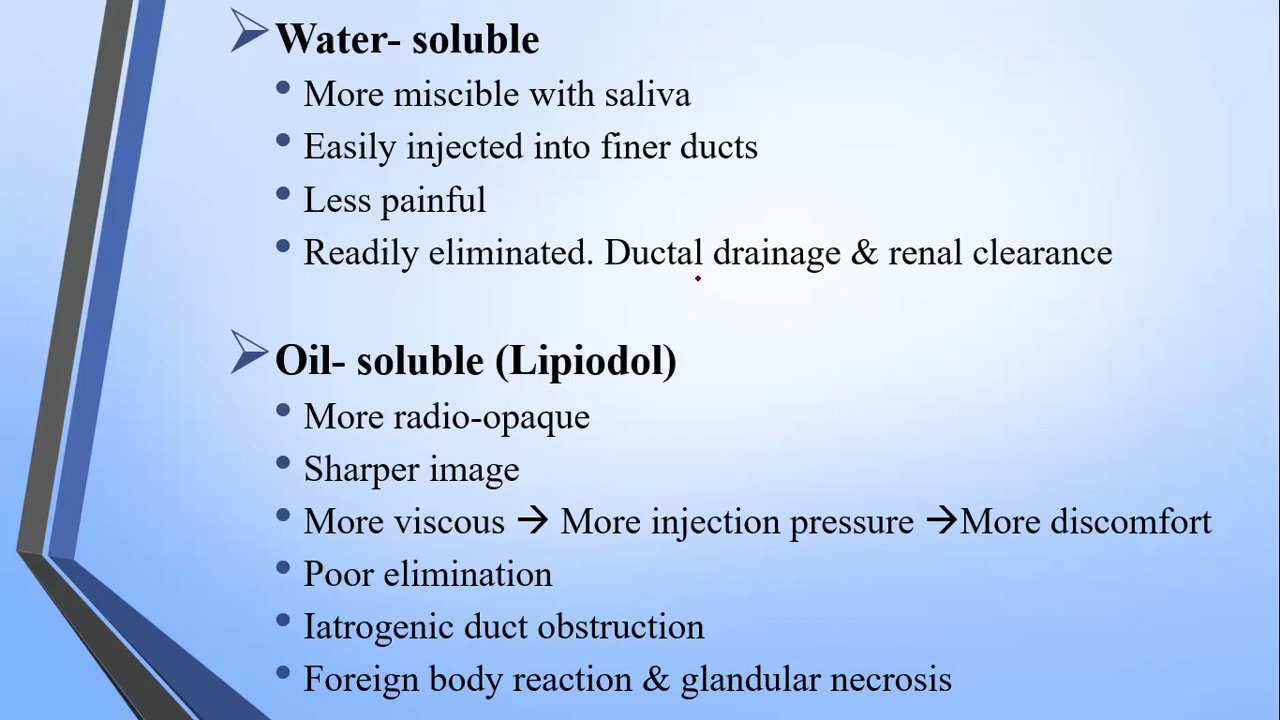 Water- soluble
More miscible with saliva
Easily injected into finer ducts
Less painful
Readily eliminated. Ductal drainage & renal clearance
Oil- soluble (Lipiodol)
More radio-opaque
Sharper image
More viscous → More injection pressure →More discomfort
Poor elimination
Iatrogenic duct obstruction
Foreign body reaction & glandular necrosis